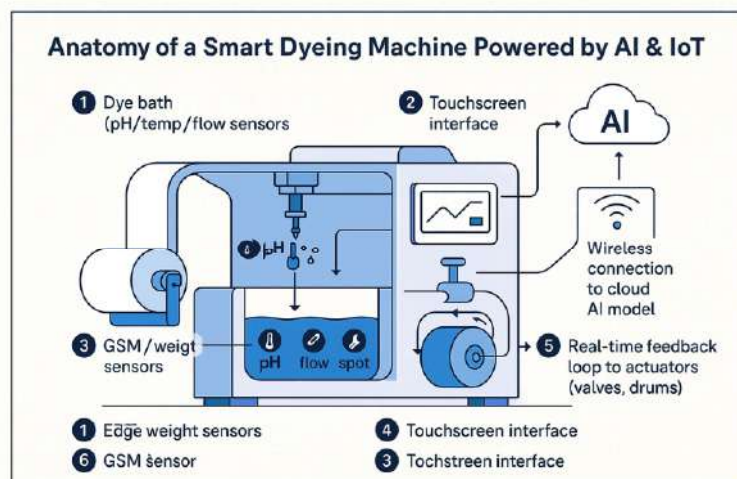 Anatomy of a Smart Dyeing Machine Powered by AI & IoT
1 Dye bath
(pH/temp/flow sensors
2 Touchscreen
interface
AI
pH
Wireless
connection
to cloud
AI model
3 GSM/weigt
sensors
pH flow spot
5 Real-time feedback
loop to actuators
(valves, drums)
1 Edge weight sensors
4 Touchscreen interface
6 GSM sensor
3 Tochstreen interface